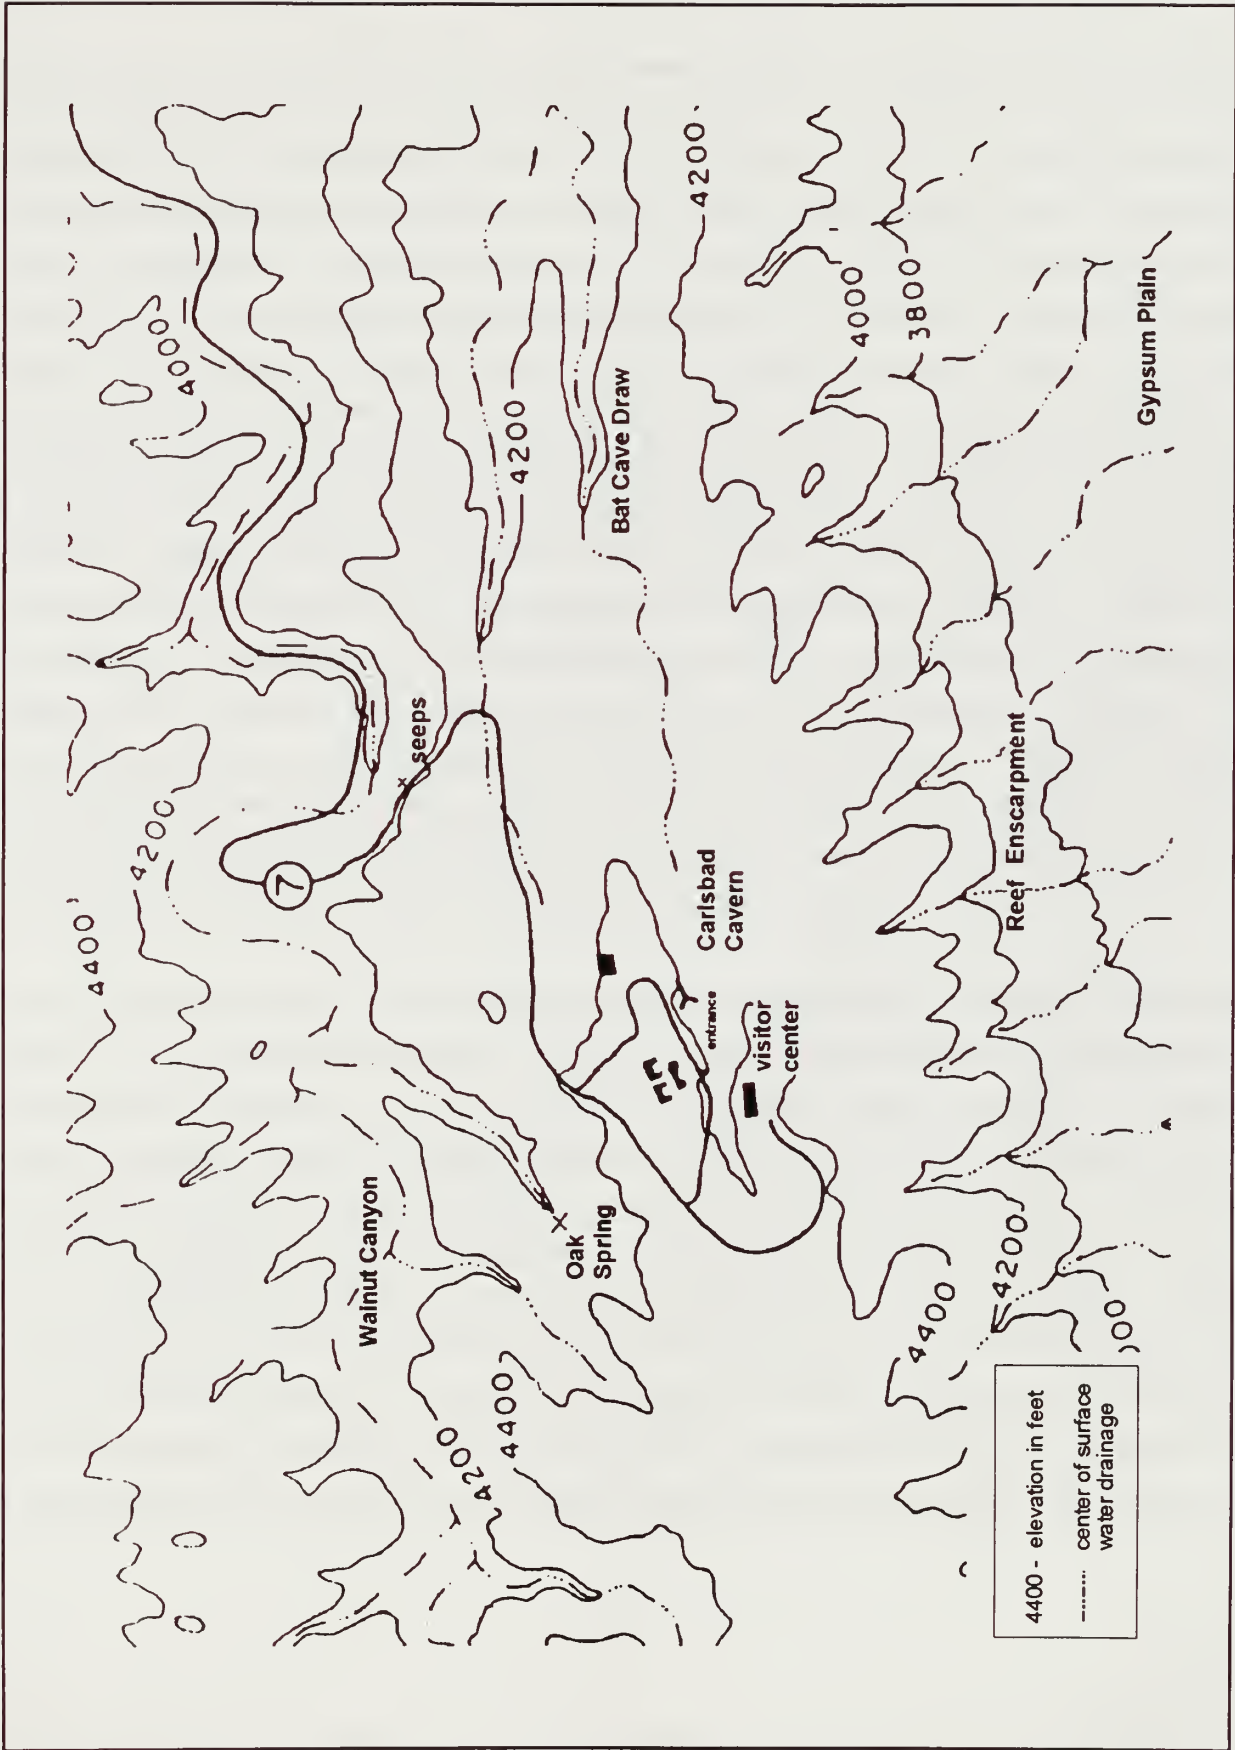 4400
4200
4000
7
seeps
4200
Bat Cave Draw
4200
Walnut Canyon
Oak
Spring
Carlsbad
Cavern
entrance
visitor
center
4000
3800
Gypsum Plain
Reef Enscarpment
4200
4400
4400
4200
00
4400 - elevation in feet
center of surface
water drainage